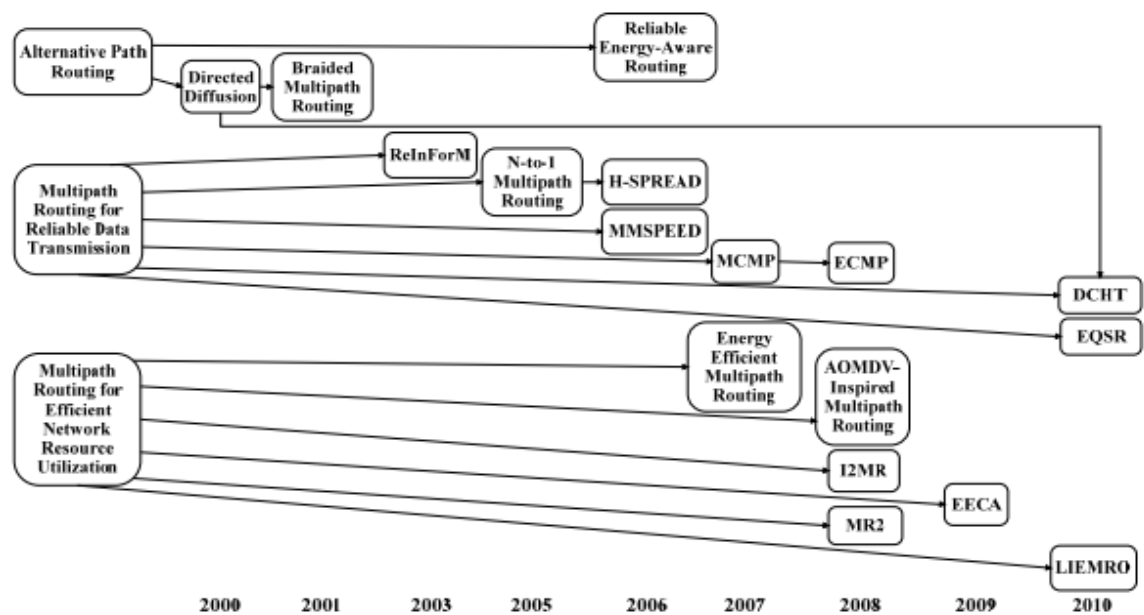 Alternative Path
Routing
Reliable
Energy-Aware
Routing
Directed
Diffusion
Braided
Multipath
Routing
Multipath
Routing for
Reliable Data
Transmission
ReInForM
N-to-1
Multipath
Routing
H-SPREAD
MMSPEED
MCMP
ECMP
DCHT
EQSR
Multipath
Routing for
Efficient
Network
Resource
Utilization
Energy
Efficient
Multipath
Routing
AOMDV-
Inspired
Multipath
Routing
I2MR
EECA
MR2
LIEMRO
2000 2001 2003 2005 2006 2007 2008 2009 2010